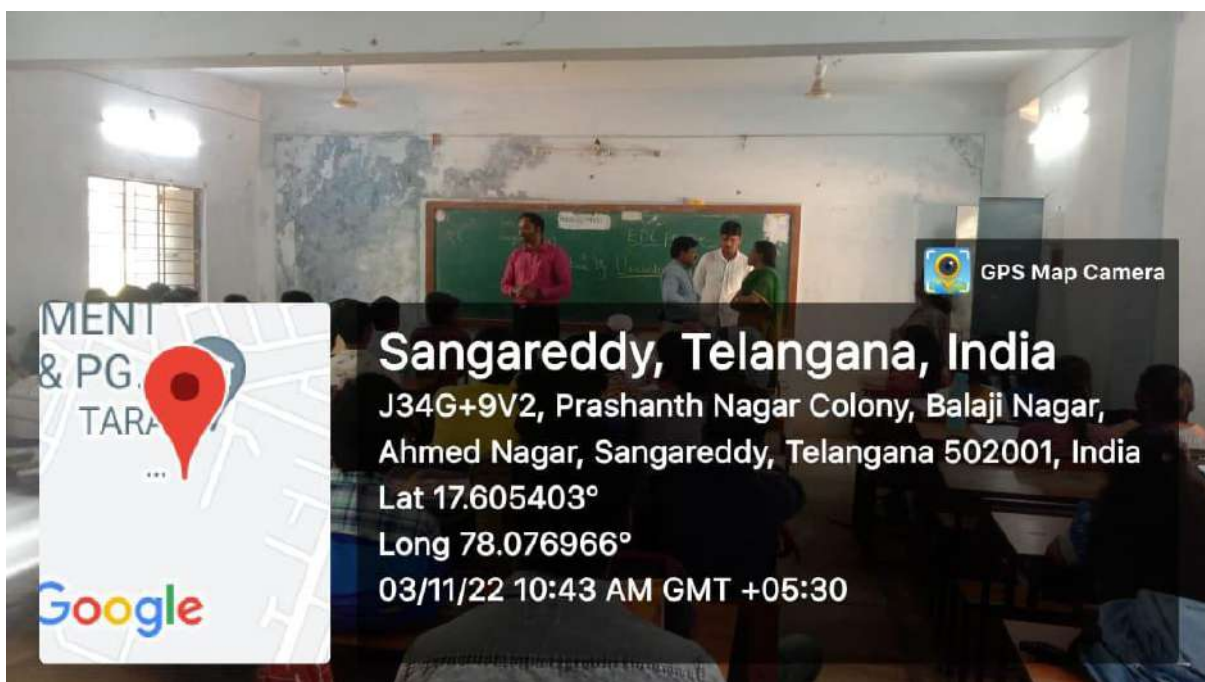 EDC
GPS Map Camera
MENT
& PG.
TARA
...
Google
Sangareddy, Telangana, India
J34G+9V2, Prashanth Nagar Colony, Balaji Nagar,
Ahmed Nagar, Sangareddy, Telangana 502001, India
Lat 17.605403°
Long 78.076966°
03/11/22 10:43 AM GMT +05:30